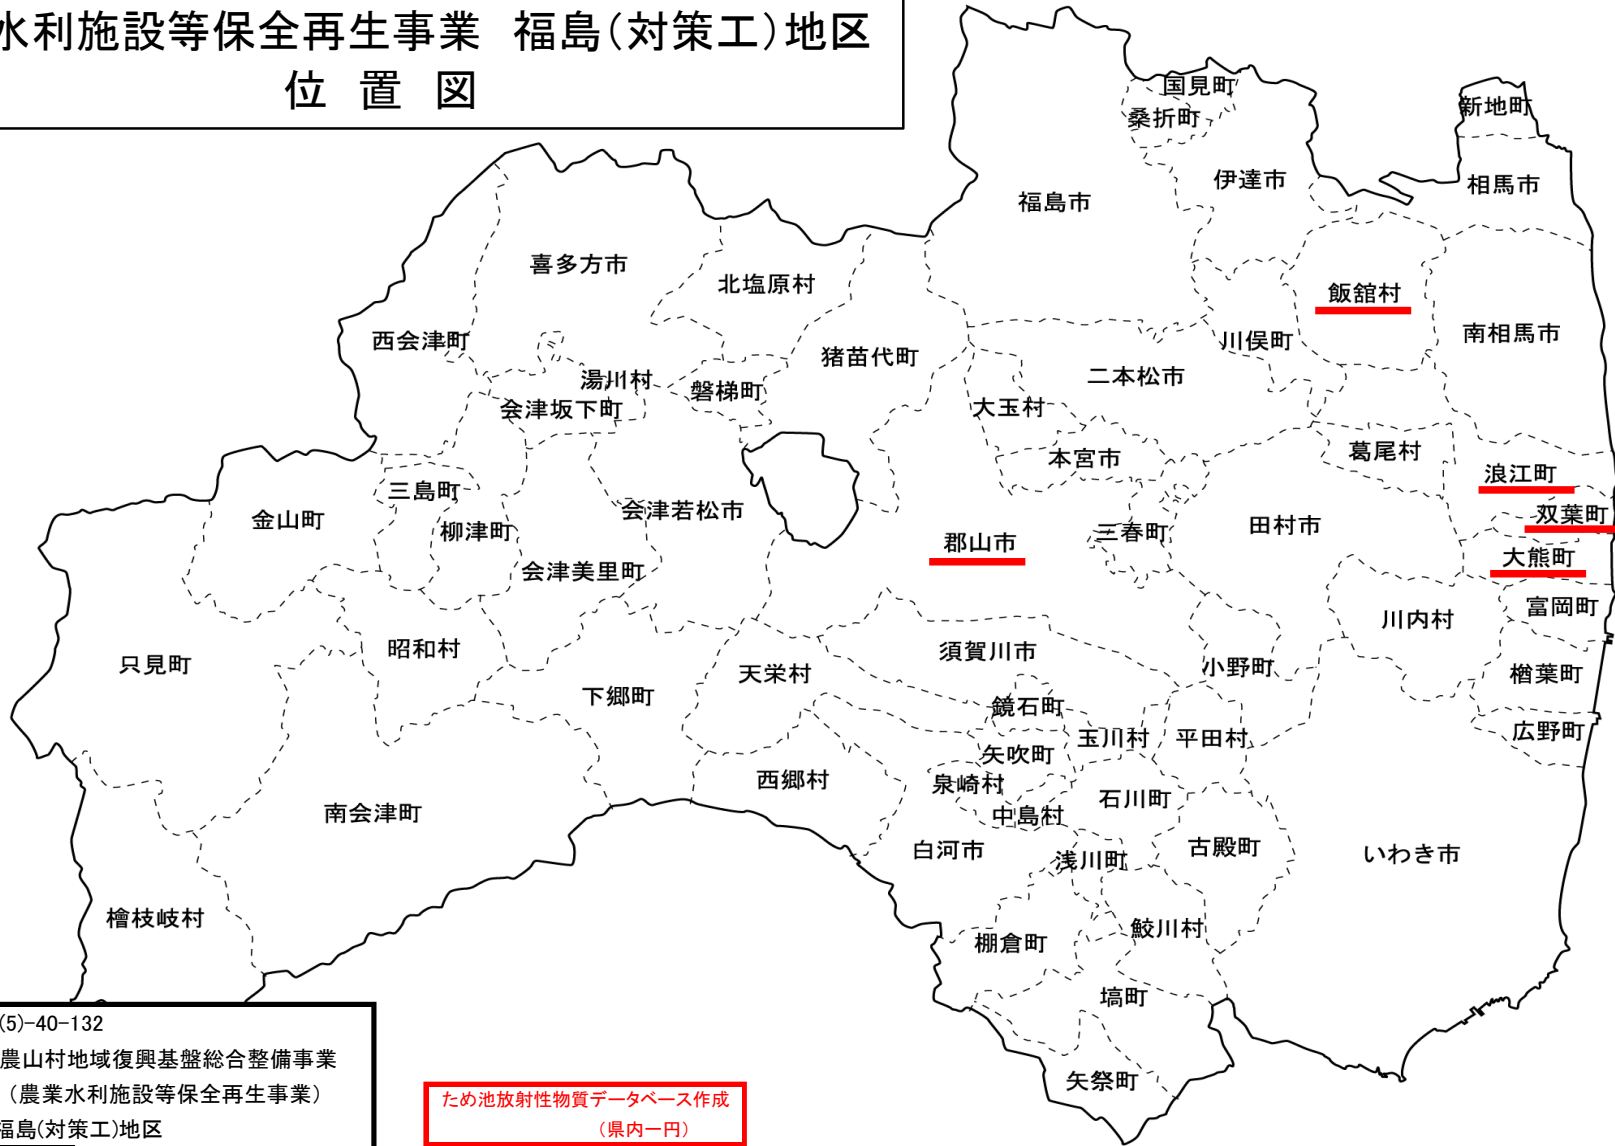 水利施設等保全再生事業 福島(対策工)地区
位 置 図
国見町
桑折町
新地町
伊達市
相馬市
福島市
喜多方市
北塩原村
飯舘村
南相馬市
西会津町
川俣町
猪苗代町
二本松市
湯川村
磐梯町
会津坂下町
大玉村
葛尾村
本宮市
浪江町
三島町
会津若松市
双葉町
金山町
柳津町
田村市
三春町
郡山市
大熊町
会津美里町
富岡町
川内村
昭和村
須賀川市
只見町
天栄村
小野町
楢葉町
下郷町
鏡石町
広野町
玉川村
平田村
矢吹町
西郷村
泉崎村
石川町
南会津町
中島村
白河市
古殿町
いわき市
浅川町
檜枝岐村
鮫川村
棚倉町
塙町
矢祭町
(5)-40-132
農山村地域復興基盤総合整備事業
(農業水利施設等保全再生事業)
福島(対策工)地区
ため池放射性物質データベース作成
(県内一円)